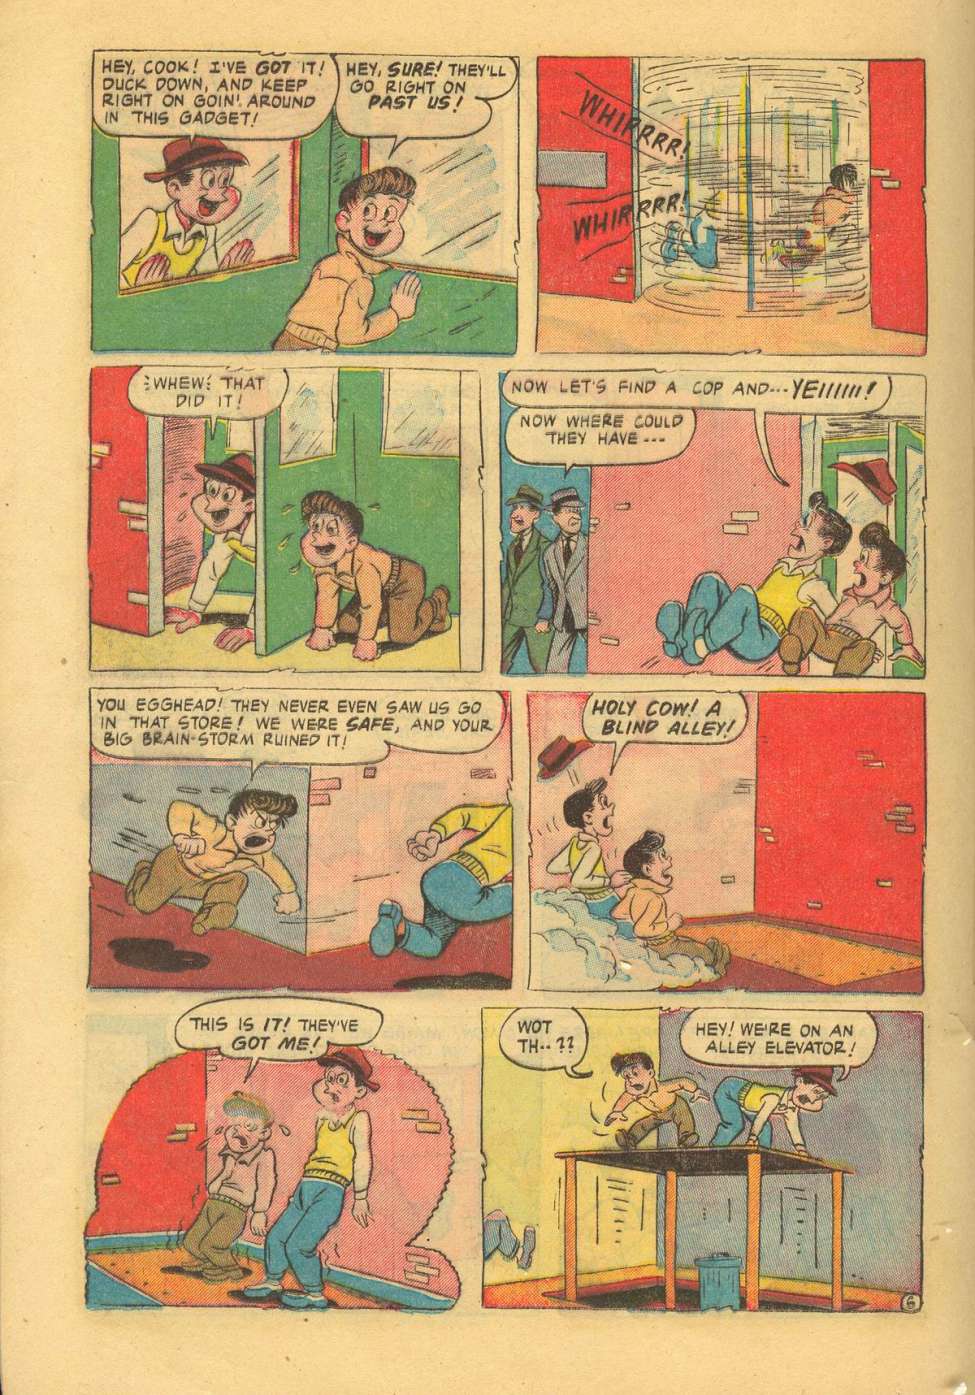 HEY, COOK! I'VE GOT IT!
DUCK DOWN, AND KEEP
RIGHT ON GOIN' AROUND
IN THIS GADGET!
HEY, SURE! THEY'LL
GO RIGHT ON
PAST US!
WHIRRRR!
WHIRRRR!
WHEW! THAT
DID IT!
NOW LET'S FIND A COP AND---YEIIIIII!
NOW WHERE COULD
THEY HAVE ---
YOU EGGHEAD! THEY NEVER EVEN SAW US GO
IN THAT STORE! WE WERE SAFE, AND YOUR
BIG BRAIN-STORM RUINED IT!
HOLY COW! A
BLIND ALLEY!
THIS IS IT! THEY'VE
GOT ME!
WOT
TH--??
HEY! WE'RE ON AN
ALLEY ELEVATOR!
6